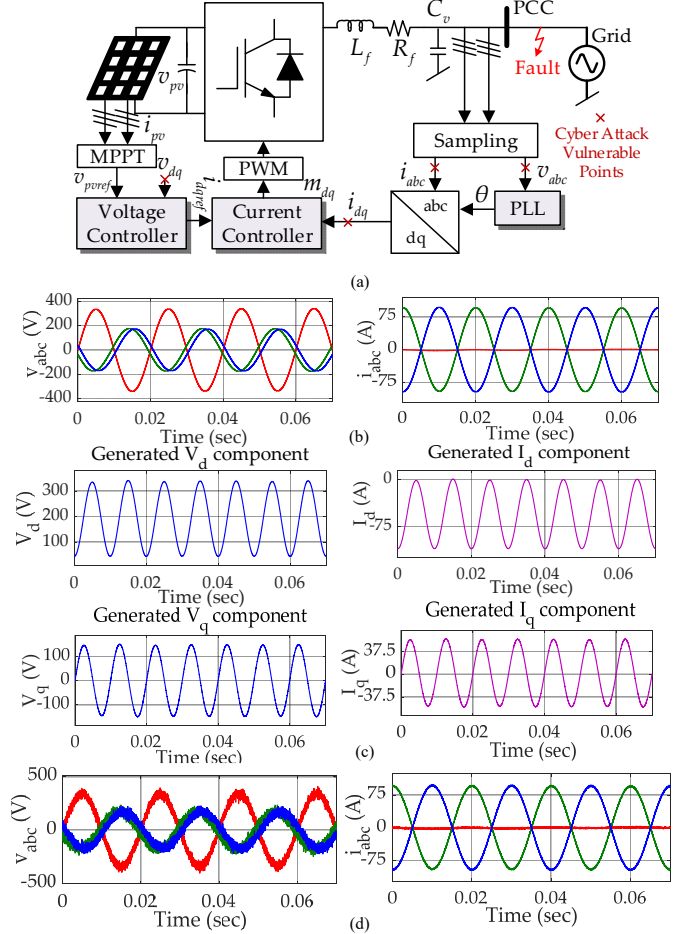 C_v
PCC
L_f
R_f
Grid
Fault
v_pv
i_pv
Sampling
Cyber Attack
Vulnerable
Points
MPPT
v_dq
PWM
i_abc
v_abc
v_pvref
i_dqref
m_dq
i_dq
abc
θ
Voltage
Controller
Current
Controller
dq
PLL
(a)
v_abc (V)
400
200
0
-200
-400
0 0.02 0.04 0.06
Time (sec)
i_abc (A)
75
0
-75
0 0.02 0.04 0.06
Time (sec)
(b)
Generated V_d component
V_d (V)
300
200
100
0 0.02 0.04 0.06
Time (sec)
Generated I_d component
I_d (A)
0
-75
0 0.02 0.04 0.06
Time (sec)
Generated V_q component
V_q (V)
100
0
-100
0 0.02 0.04 0.06
Time (sec)
Generated I_q component
I_q (A)
37.5
0
-37.5
0 0.02 0.04 0.06
Time (sec)
(c)
v_abc (V)
500
0
-500
0 0.02 0.04 0.06
Time (sec)
i_abc (A)
75
0
-75
0 0.02 0.04 0.06
Time (sec)
(d)